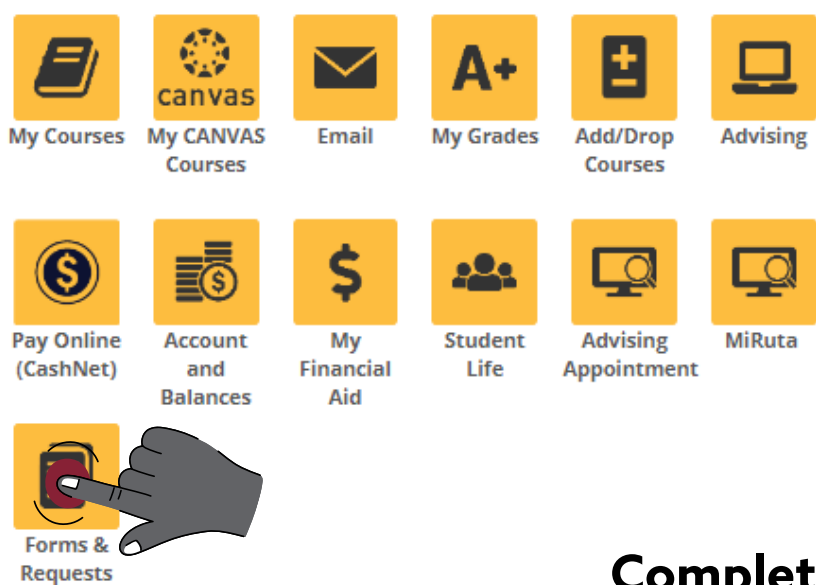 canvas
A+
My Courses
My CANVAS
Courses
Email
My Grades
Add/Drop
Courses
Advising
$
$
$
Pay Online
(CashNet)
Account
and
Balances
My
Financial
Aid
Student
Life
Advising
Appointment
MiRuta
Forms &
Requests
Complet